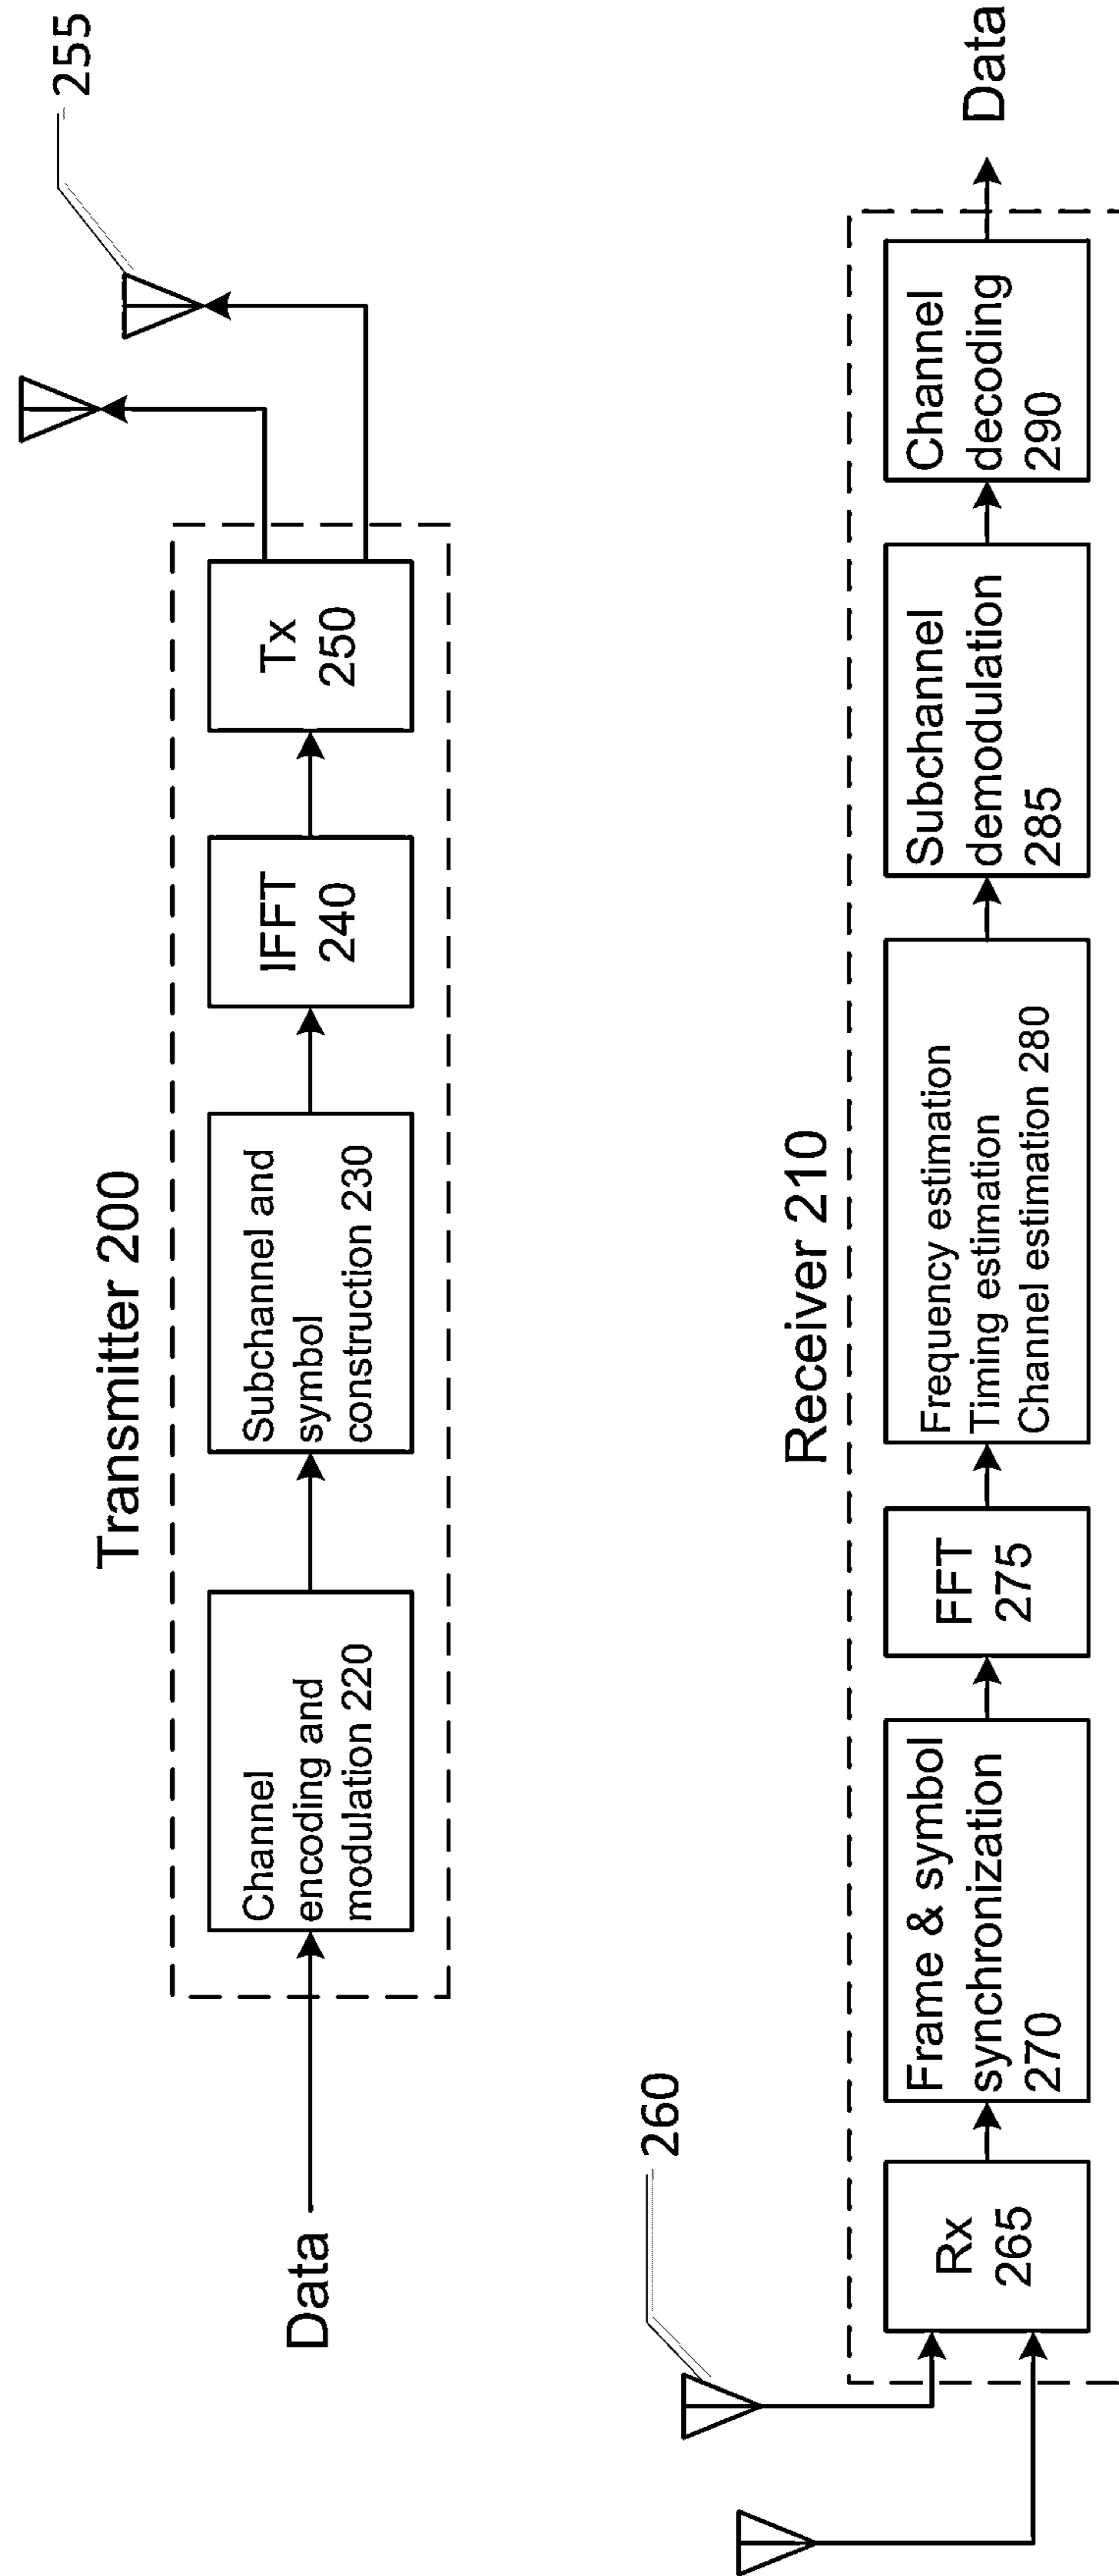 Transmitter 200
255
Data
Channel
encoding and
modulation 220
Subchannel and
symbol
construction 230
IFFT
240
Tx
250
Receiver 210
260
Rx
265
Frame & symbol
synchronization
270
FFT
275
Frequency estimation
Timing estimation
Channel estimation 280
Subchannel
demodulation
285
Channel
decoding
290
Data